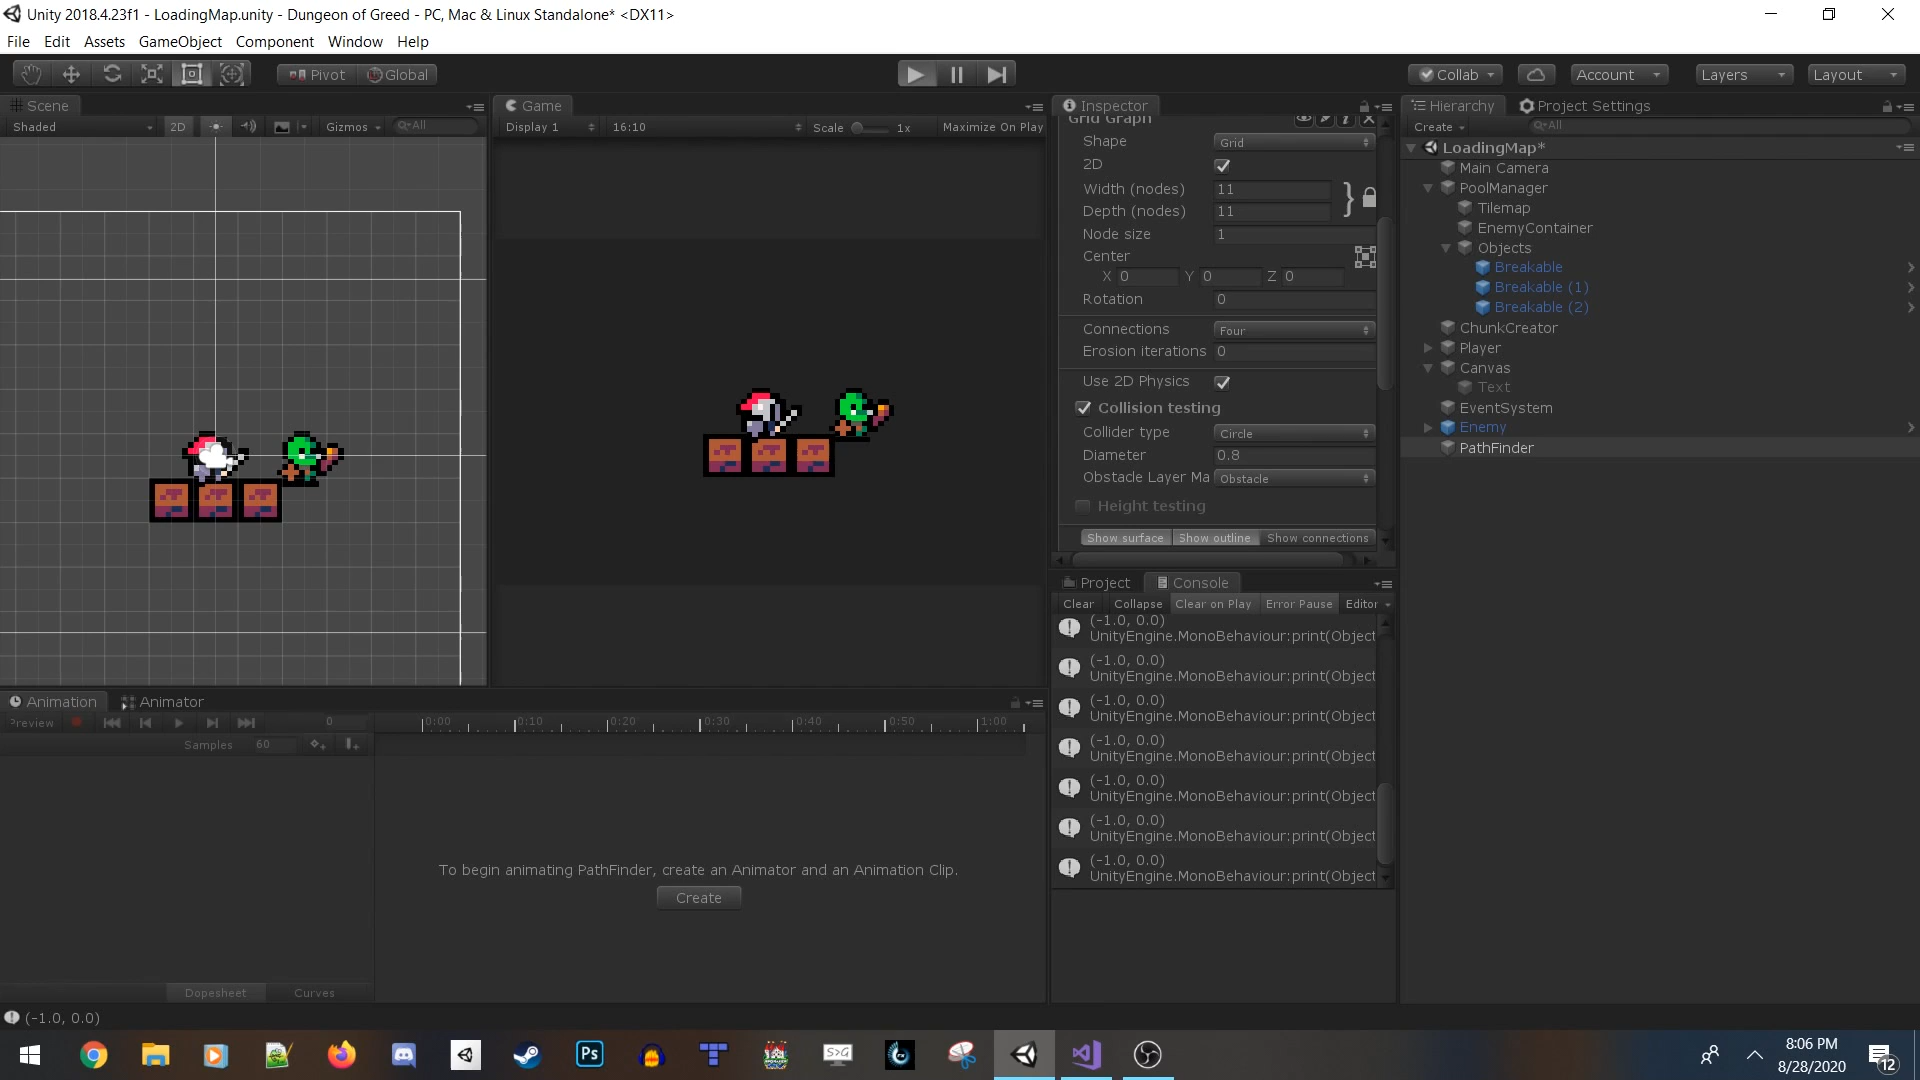 Unity 2018.4.23f1 - LoadingMap.unity - Dungeon of Greed - PC, Mac & Linux Standalone* <DX11>
File Edit Assets GameObject Component Window Help
Pivot Global Collab Account Layers Layout
Scene
Shaded 2D Gizmos All
Game
Display 1 16:10 Scale 1x Maximize On Play
Inspector
Grid Graph
Shape Grid
2D
Width (nodes) 11
Depth (nodes) 11
Node size 1
Center
X 0 Y 0 Z 0
Rotation 0
Connections Four
Erosion iterations 0
Use 2D Physics
Collision testing
Collider type Circle
Diameter 0.8
Obstacle Layer Ma Obstacle
Height testing
Show surface Show outline Show connections
Hierarchy Project Settings
Create All
LoadingMap*
Main Camera
PoolManager
Tilemap
EnemyContainer
Objects
Breakable
Breakable (1)
Breakable (2)
ChunkCreator
Player
Canvas
Text
EventSystem
Enemy
PathFinder
Project Console
Clear Collapse Clear on Play Error Pause Editor
(-1.0, 0.0)
UnityEngine.MonoBehaviour:print(Object
(-1.0, 0.0)
UnityEngine.MonoBehaviour:print(Object
(-1.0, 0.0)
UnityEngine.MonoBehaviour:print(Object
(-1.0, 0.0)
UnityEngine.MonoBehaviour:print(Object
(-1.0, 0.0)
UnityEngine.MonoBehaviour:print(Object
(-1.0, 0.0)
UnityEngine.MonoBehaviour:print(Object
(-1.0, 0.0)
UnityEngine.MonoBehaviour:print(Object
Animation Animator
Preview 0 0:00 0:10 0:20 0:30 0:40 0:50 1:00
Samples 60
To begin animating PathFinder, create an Animator and an Animation Clip.
Create
Dopesheet Curves
(-1.0, 0.0)
Ps
S>G
8:06 PM
8/28/2020
12